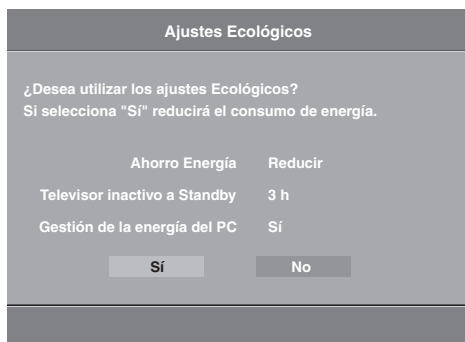 Ajustes Ecológicos
¿Desea utilizar los ajustes Ecológicos?
Si selecciona "Sí" reducirá el consumo de energía.
Ahorro Energía Reducir
Televisor inactivo a Standby 3 h
Gestión de la energía del PC Sí
Sí No